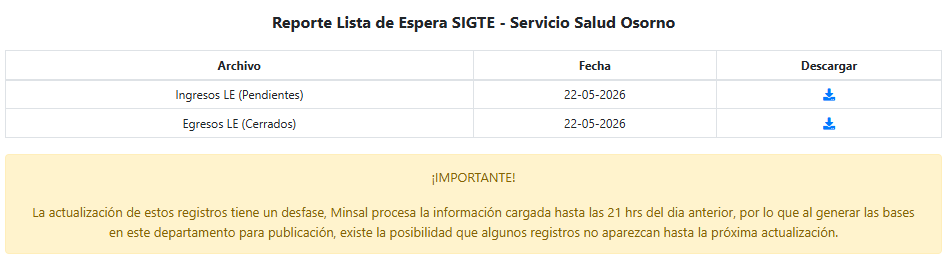 Reporte Lista de Espera SIGTE - Servicio Salud Osorno
Archivo Fecha Descargar
Ingresos LE (Pendientes) 22-05-2026
Egresos LE (Cerrados) 22-05-2026
¡IMPORTANTE!
La actualización de estos registros tiene un desfase, Minsal procesa la información cargada hasta las 21 hrs del dia anterior, por lo que al generar las bases
en este departamento para publicación, existe la posibilidad que algunos registros no aparezcan hasta la próxima actualización.